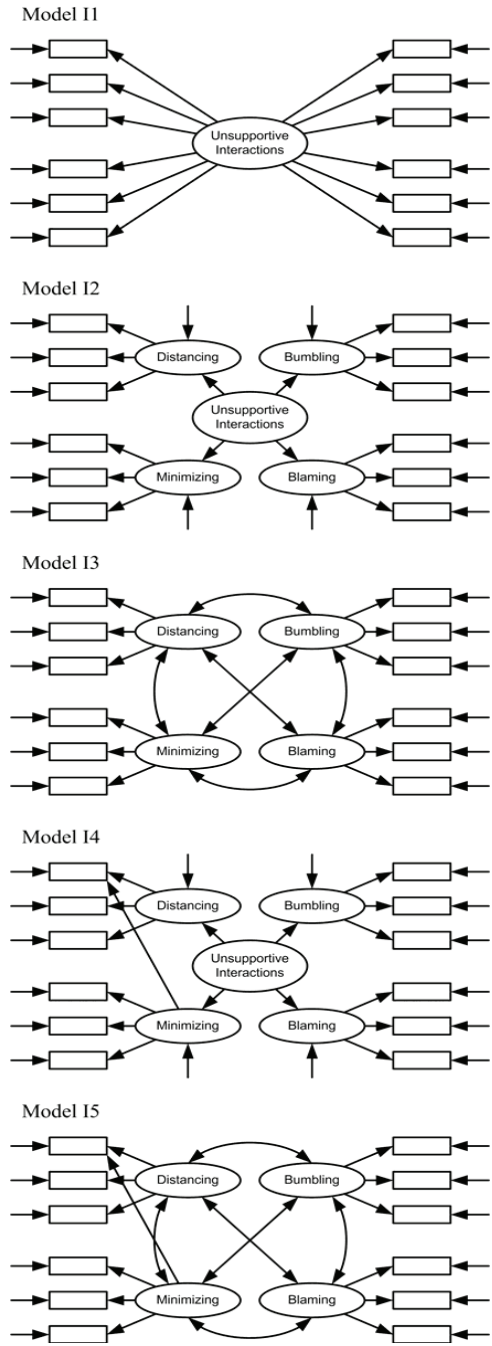 Model I1
Unsupportive
Interactions
Model I2
Distancing
Bumbling
Unsupportive
Interactions
Minimizing
Blaming
Model I3
Distancing
Bumbling
Minimizing
Blaming
Model I4
Distancing
Bumbling
Unsupportive
Interactions
Minimizing
Blaming
Model I5
Distancing
Bumbling
Minimizing
Blaming